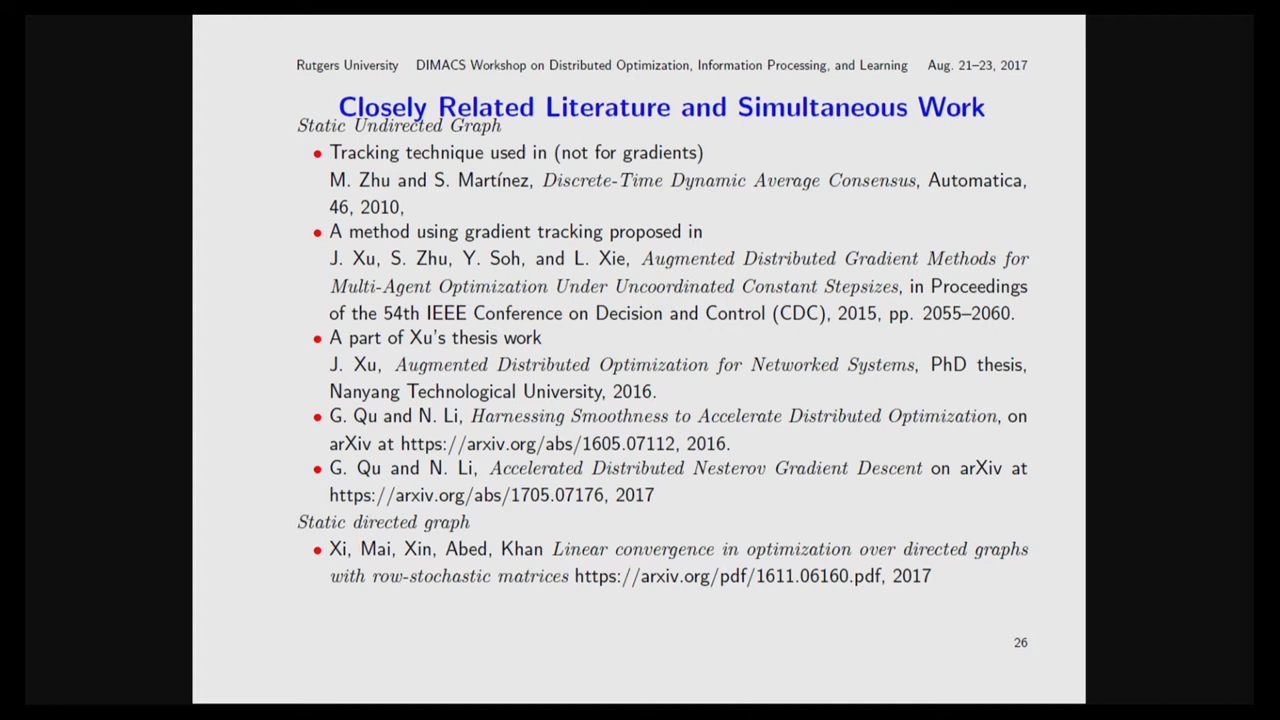 Rutgers University DIMACS Workshop on Distributed Optimization, Information Processing, and Learning Aug. 21–23, 2017
Closely Related Literature and Simultaneous Work
Static Undirected Graph
• Tracking technique used in (not for gradients)
M. Zhu and S. Martínez, Discrete-Time Dynamic Average Consensus, Automatica,
46, 2010,
• A method using gradient tracking proposed in
J. Xu, S. Zhu, Y. Soh, and L. Xie, Augmented Distributed Gradient Methods for
Multi-Agent Optimization Under Uncoordinated Constant Stepsizes, in Proceedings
of the 54th IEEE Conference on Decision and Control (CDC), 2015, pp. 2055–2060.
• A part of Xu's thesis work
J. Xu, Augmented Distributed Optimization for Networked Systems, PhD thesis,
Nanyang Technological University, 2016.
• G. Qu and N. Li, Harnessing Smoothness to Accelerate Distributed Optimization, on
arXiv at https://arxiv.org/abs/1605.07112, 2016.
• G. Qu and N. Li, Accelerated Distributed Nesterov Gradient Descent on arXiv at
https://arxiv.org/abs/1705.07176, 2017
Static directed graph
• Xi, Mai, Xin, Abed, Khan Linear convergence in optimization over directed graphs
with row-stochastic matrices https://arxiv.org/pdf/1611.06160.pdf, 2017
26